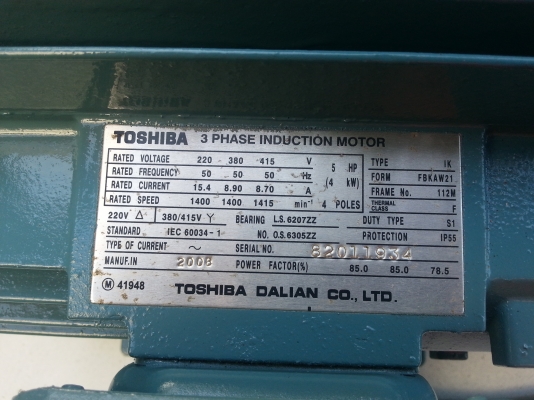 TOSHIBA 3 PHASE INDUCTION MOTOR
RATED VOLTAGE 220 380 415 V 5 HP TYPE IK
RATED FREQUENCY 50 50 50 Hz (4 kW) FORM FBKAW21
RATED CURRENT 15.4 8.90 8.70 A FRAME No. 112M
RATED SPEED 1400 1400 1415 min⁻¹ 4 POLES THERMAL CLASS F
220V △ 380/415V Y BEARING L.S.6207ZZ DUTY TYPE S1
STANDARD IEC 60034-1 NO. O.S.6305ZZ PROTECTION IP55
TYPE OF CURRENT ~ SERIAL NO. 82011934
MANUF.IN 2008 POWER FACTOR(%) 85.0 85.0 78.5
Ⓜ 41948 TOSHIBA DALIAN CO., LTD.